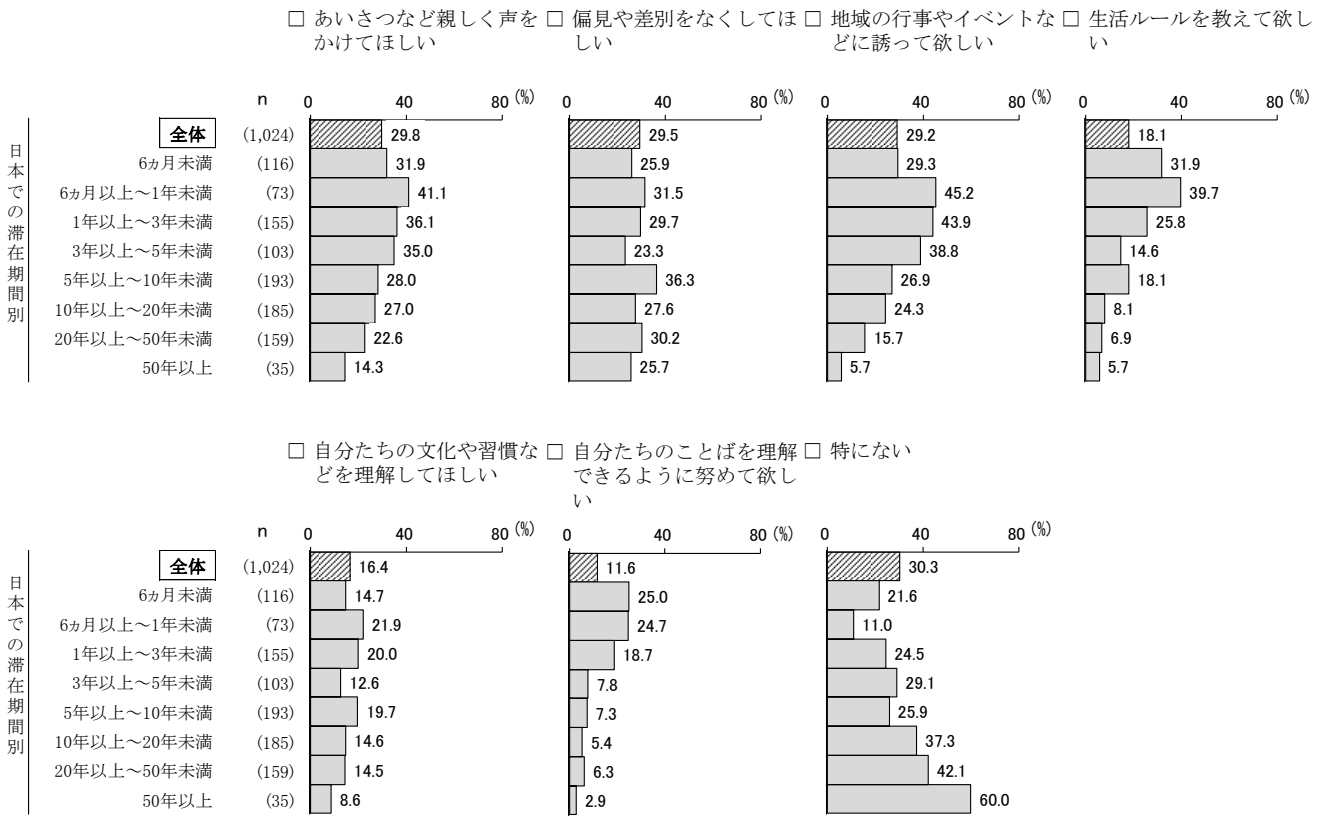 □ あいさつなど親しく声を
かけてほしい
□ 偏見や差別をなくしてほ
しい
□ 地域の行事やイベントな
どに誘って欲しい
□ 生活ルールを教えて欲し
い
n 0 40 80 (%) 0 40 80 (%) 0 40 80 (%) 0 40 80 (%)
日本での滞在期間別
全体 (1,024) 29.8 29.5 29.2 18.1
6ヵ月未満 (116) 31.9 25.9 29.3 31.9
6ヵ月以上～1年未満 (73) 41.1 31.5 45.2 39.7
1年以上～3年未満 (155) 36.1 29.7 43.9 25.8
3年以上～5年未満 (103) 35.0 23.3 38.8 14.6
5年以上～10年未満 (193) 28.0 36.3 26.9 18.1
10年以上～20年未満 (185) 27.0 27.6 24.3 8.1
20年以上～50年未満 (159) 22.6 30.2 15.7 6.9
50年以上 (35) 14.3 25.7 5.7 5.7
□ 自分たちの文化や習慣な
どを理解してほしい
□ 自分たちのことばを理解
できるように努めて欲し
い
□ 特にない
n 0 40 80 (%) 0 40 80 (%) 0 40 80 (%)
日本での滞在期間別
全体 (1,024) 16.4 11.6 30.3
6ヵ月未満 (116) 14.7 25.0 21.6
6ヵ月以上～1年未満 (73) 21.9 24.7 11.0
1年以上～3年未満 (155) 20.0 18.7 24.5
3年以上～5年未満 (103) 12.6 7.8 29.1
5年以上～10年未満 (193) 19.7 7.3 25.9
10年以上～20年未満 (185) 14.6 5.4 37.3
20年以上～50年未満 (159) 14.5 6.3 42.1
50年以上 (35) 8.6 2.9 60.0